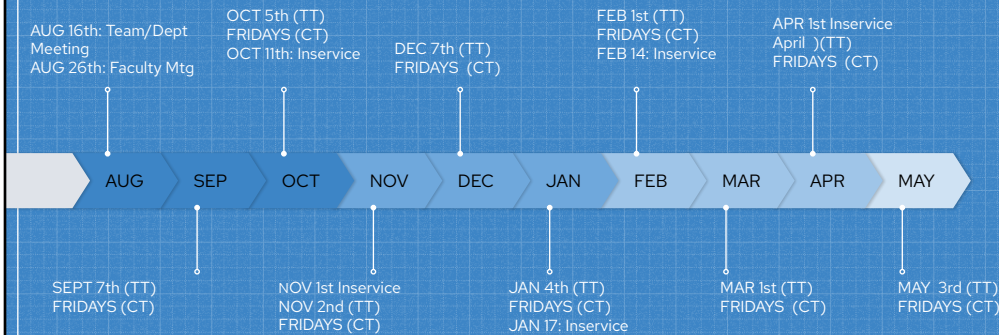 AUG 16th: Team/Dept
Meeting
AUG 26th: Faculty Mtg
OCT 5th (TT)
FRIDAYS (CT)
OCT 11th: Inservice
DEC 7th (TT)
FRIDAYS (CT)
FEB 1st (TT)
FRIDAYS (CT)
FEB 14: Inservice
APR 1st Inservice
April )(TT)
FRIDAYS (CT)
AUG
SEP
OCT
NOV
DEC
JAN
FEB
MAR
APR
MAY
SEPT 7th (TT)
FRIDAYS (CT)
NOV 1st Inservice
NOV 2nd (TT)
FRIDAYS (CT)
JAN 4th (TT)
FRIDAYS (CT)
JAN 17: Inservice
MAR 1st (TT)
FRIDAYS (CT)
MAY 3rd (TT)
FRIDAYS (CT)